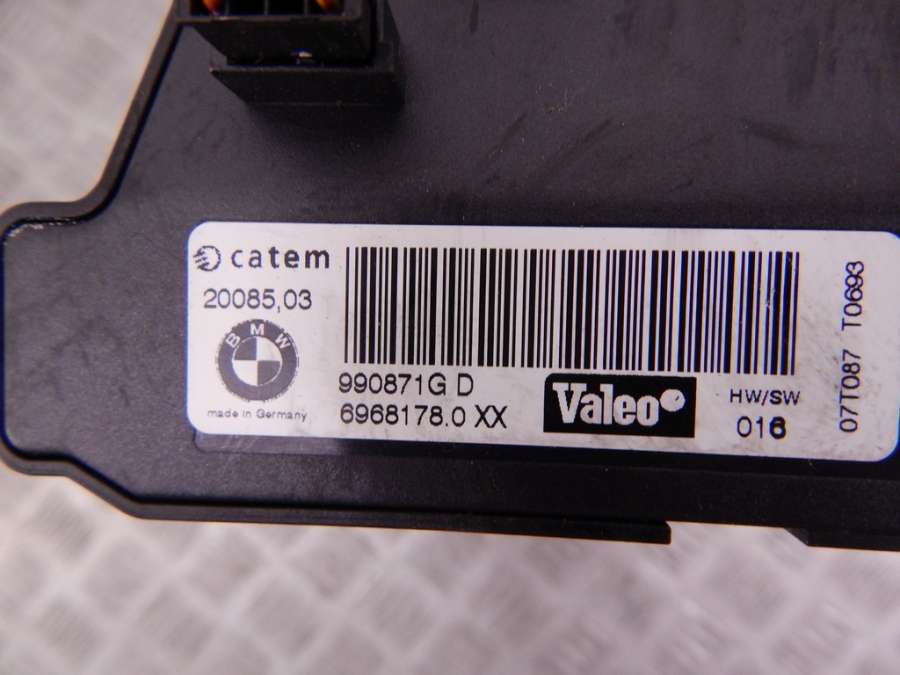 catem
20085,03
BMW
made in Germany
990871G D
6968178.0 XX
Valeo
HW/SW
016
07T087 T0693